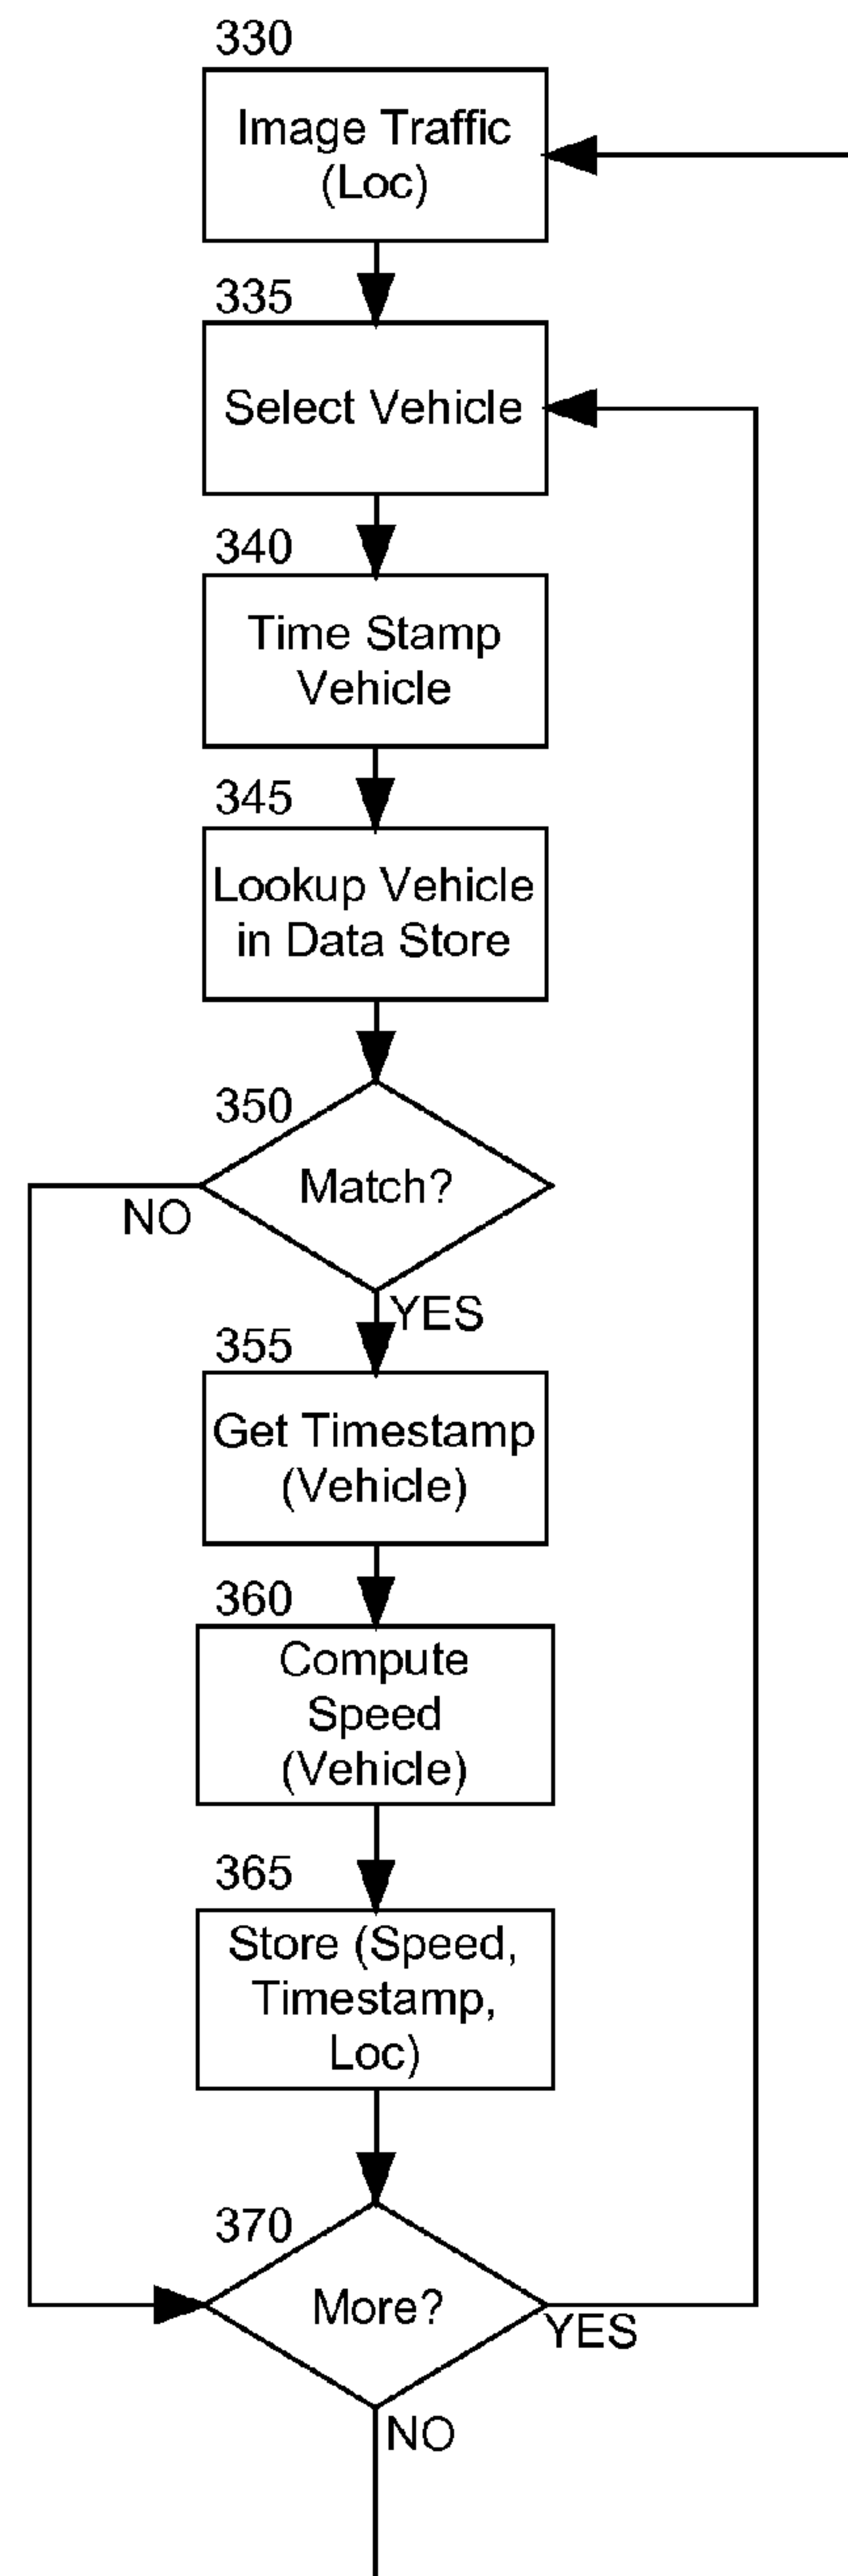 330
Image Traffic
(Loc)
335
Select Vehicle
340
Time Stamp
Vehicle
345
Lookup Vehicle
in Data Store
350
Match?
NO
YES
355
Get Timestamp
(Vehicle)
360
Compute
Speed
(Vehicle)
365
Store (Speed,
Timestamp,
Loc)
370
More?
YES
NO